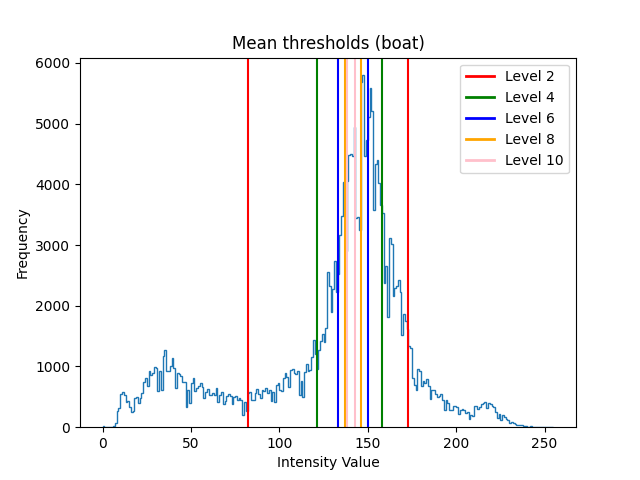 Mean thresholds (boat)
6000
5000
4000
3000
2000
1000
0
Frequency
Level 2
Level 4
Level 6
Level 8
Level 10
0 50 100 150 200 250
Intensity Value